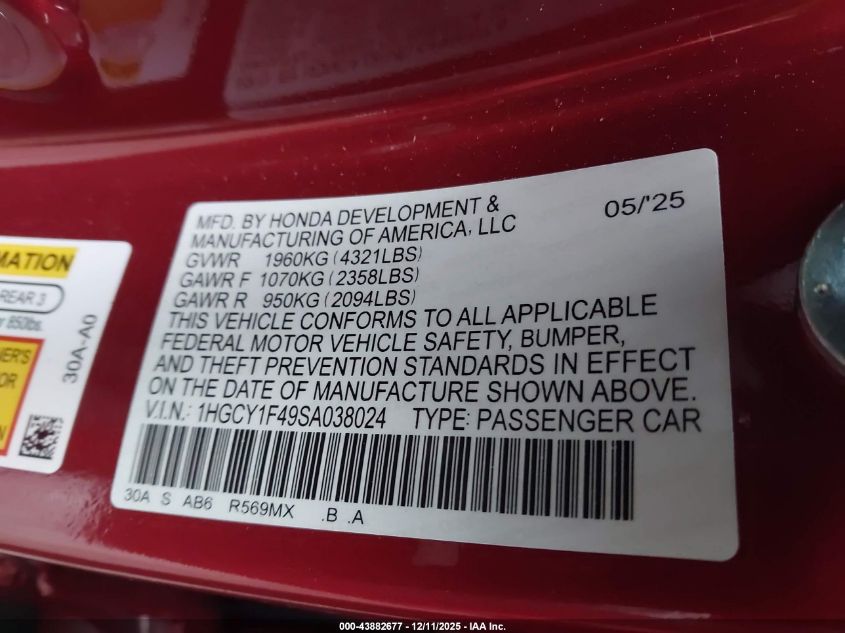 MFD. BY HONDA DEVELOPMENT & 05/'25
MANUFACTURING OF AMERICA, LLC
GVWR 1960KG (4321LBS)
GAWR F 1070KG (2358LBS)
GAWR R 950KG (2094LBS)
THIS VEHICLE CONFORMS TO ALL APPLICABLE
FEDERAL MOTOR VEHICLE SAFETY, BUMPER,
AND THEFT PREVENTION STANDARDS IN EFFECT
ON THE DATE OF MANUFACTURE SHOWN ABOVE.
V.I.N.: 1HGCY1F49SA038024 TYPE: PASSENGER CAR
30A S AB6 R569MX .B .A
MATION
REAR 3
850lbs.
NER'S
OR
30A-A0
000-43882677 - 12/11/2025 - IAA Inc.